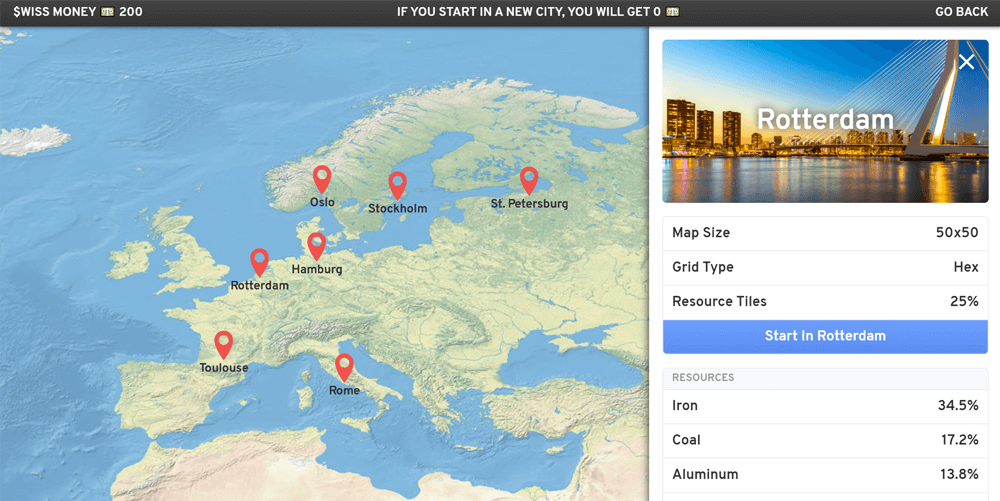 $WISS MONEY 200
IF YOU START IN A NEW CITY, YOU WILL GET 0
GO BACK
Oslo
Stockholm
St. Petersburg
Hamburg
Rotterdam
Toulouse
Rome
Rotterdam
Map Size 50x50
Grid Type Hex
Resource Tiles 25%
Start In Rotterdam
RESOURCES
Iron 34.5%
Coal 17.2%
Aluminum 13.8%